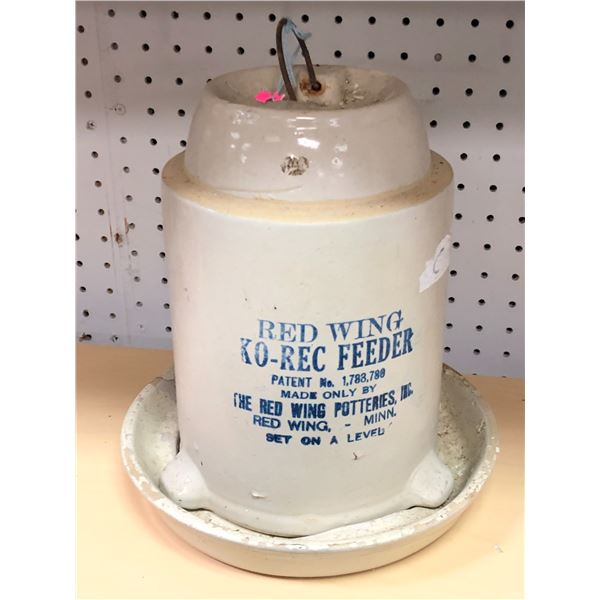 RED WING
KO-REC FEEDER
PATENT No. 1,788,780
MADE ONLY BY
THE RED WING POTTERIES, INC.
RED WING, - MINN.
SET ON A LEVEL